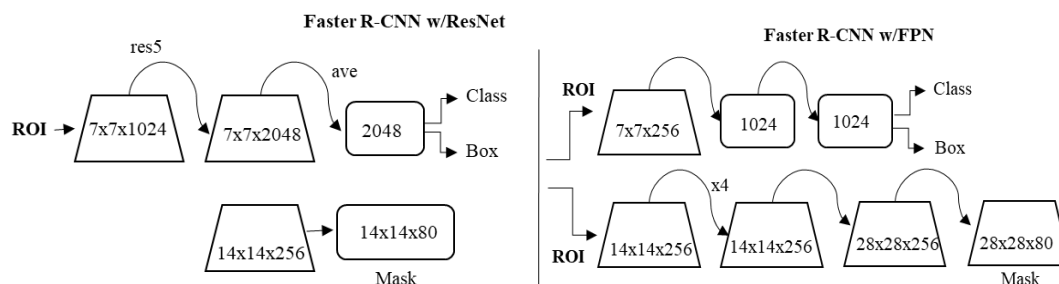 Faster R-CNN w/ResNet
res5
ave
ROI
7x7x1024
7x7x2048
2048
Class
Box
14x14x256
14x14x80
Mask
Faster R-CNN w/FPN
ROI
7x7x256
1024
1024
Class
Box
x4
ROI
14x14x256
14x14x256
28x28x256
28x28x80
Mask